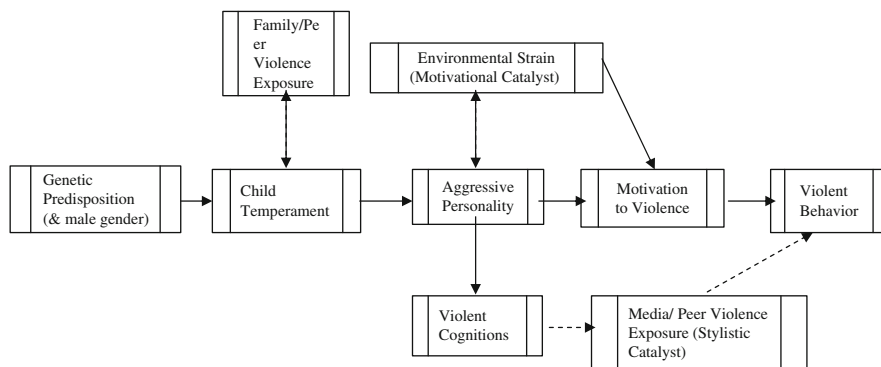 Family/Pe
er
Violence
Exposure
Environmental Strain
(Motivational Catalyst)
Genetic
Predisposition
(& male gender)
Child
Temperament
Aggressive
Personality
Motivation
to Violence
Violent
Behavior
Violent
Cognitions
Media/ Peer Violence
Exposure (Stylistic
Catalyst)